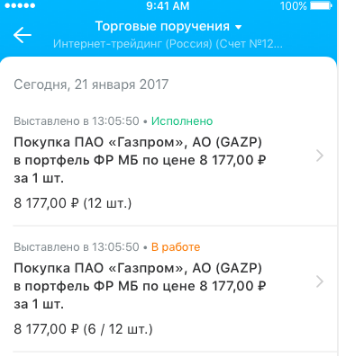 9:41 AM 100%
Торговые поручения
Интернет-трейдинг (Россия) (Счет №12...
Сегодня, 21 января 2017
Выставлено в 13:05:50 • Исполнено
Покупка ПАО «Газпром», АО (GAZP)
в портфель ФР МБ по цене 8 177,00 ₽
за 1 шт.
8 177,00 ₽ (12 шт.)
Выставлено в 13:05:50 • В работе
Покупка ПАО «Газпром», АО (GAZP)
в портфель ФР МБ по цене 8 177,00 ₽
за 1 шт.
8 177,00 ₽ (6 / 12 шт.)